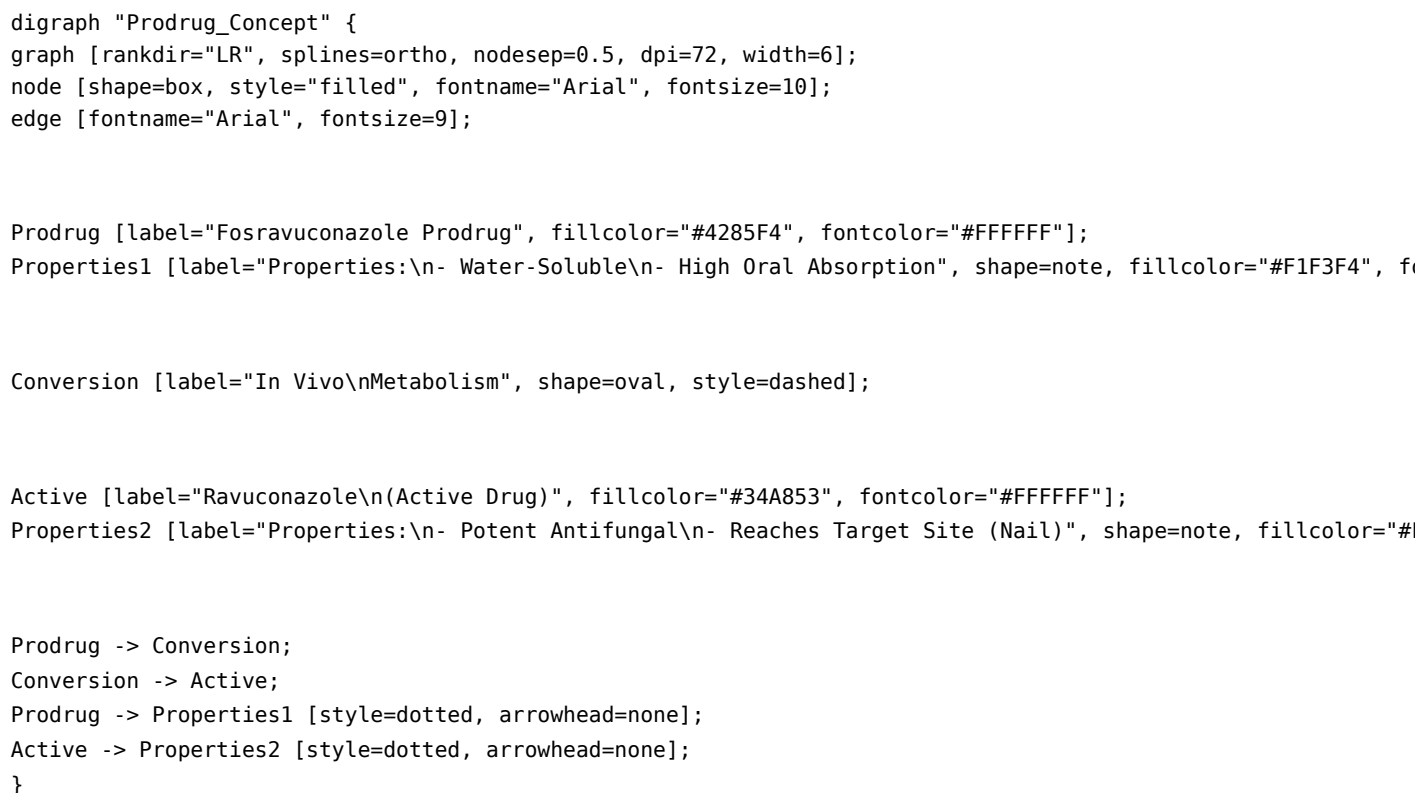 digraph "Prodrug_Concept" {
graph [rankdir="LR", splines=ortho, nodesep=0.5, dpi=72, width=6];
node [shape=box, style="filled", fontname="Arial", fontsize=10];
edge [fontname="Arial", fontsize=9];
Prodrug [label="Fosravuconazole Prodrug", fillcolor="#4285F4", fontcolor="#FFFFFF"];
Properties1 [label="Properties:\n- Water-Soluble\n- High Oral Absorption", shape=note, fillcolor="#F1F3F4",
Conversion [label="In Vivo\nMetabolism", shape=oval, style=dashed];
Active [label="Ravuconazole\n(Active Drug)", fillcolor="#34A853", fontcolor="#FFFFFF"];
Properties2 [label="Properties:\n- Potent Antifungal\n- Reaches Target Site (Nail)", shape=note,
Prodrug -> Conversion;
Conversion -> Active;
Prodrug -> Properties1 [style=dotted, arrowhead=none];
Active -> Properties2 [style=dotted, arrowhead=none];
}